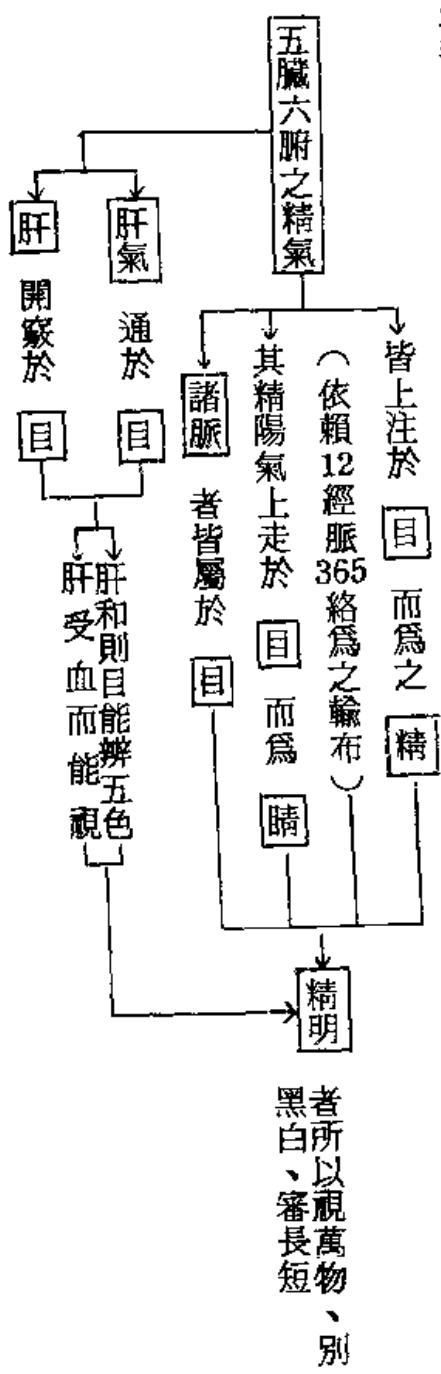 五臟六腑之精氣
皆上注於 目 而爲之 精
（依賴12經脈365絡爲之輸布）
其精陽氣上走於 目 而爲 睛
諸脈 者皆屬於 目
肝氣 通於 目
肝 開竅於 目
肝和則目能辨五色
肝受血而能視
精明
者所以視萬物、別
黑白、審長短